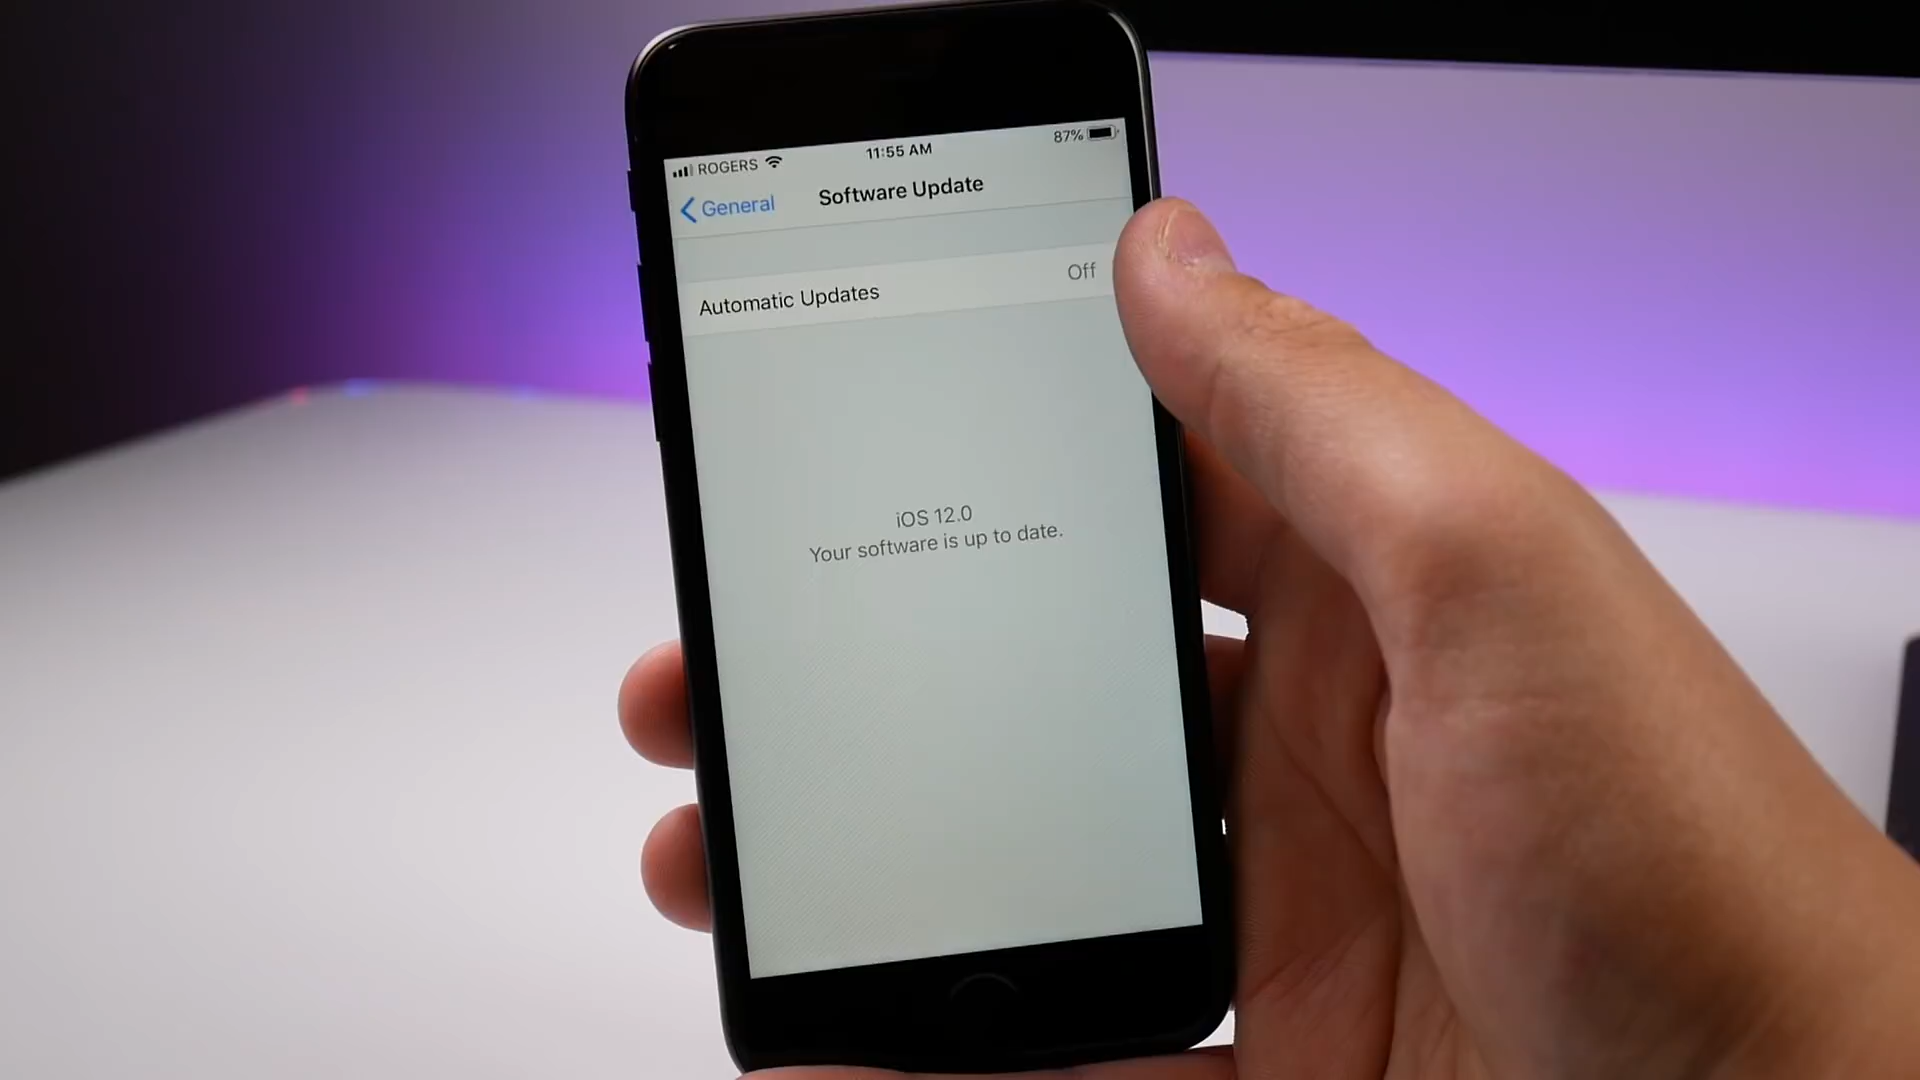 ROGERS 11:55 AM 87%
General Software Update
Automatic Updates Off
iOS 12.0
Your software is up to date.